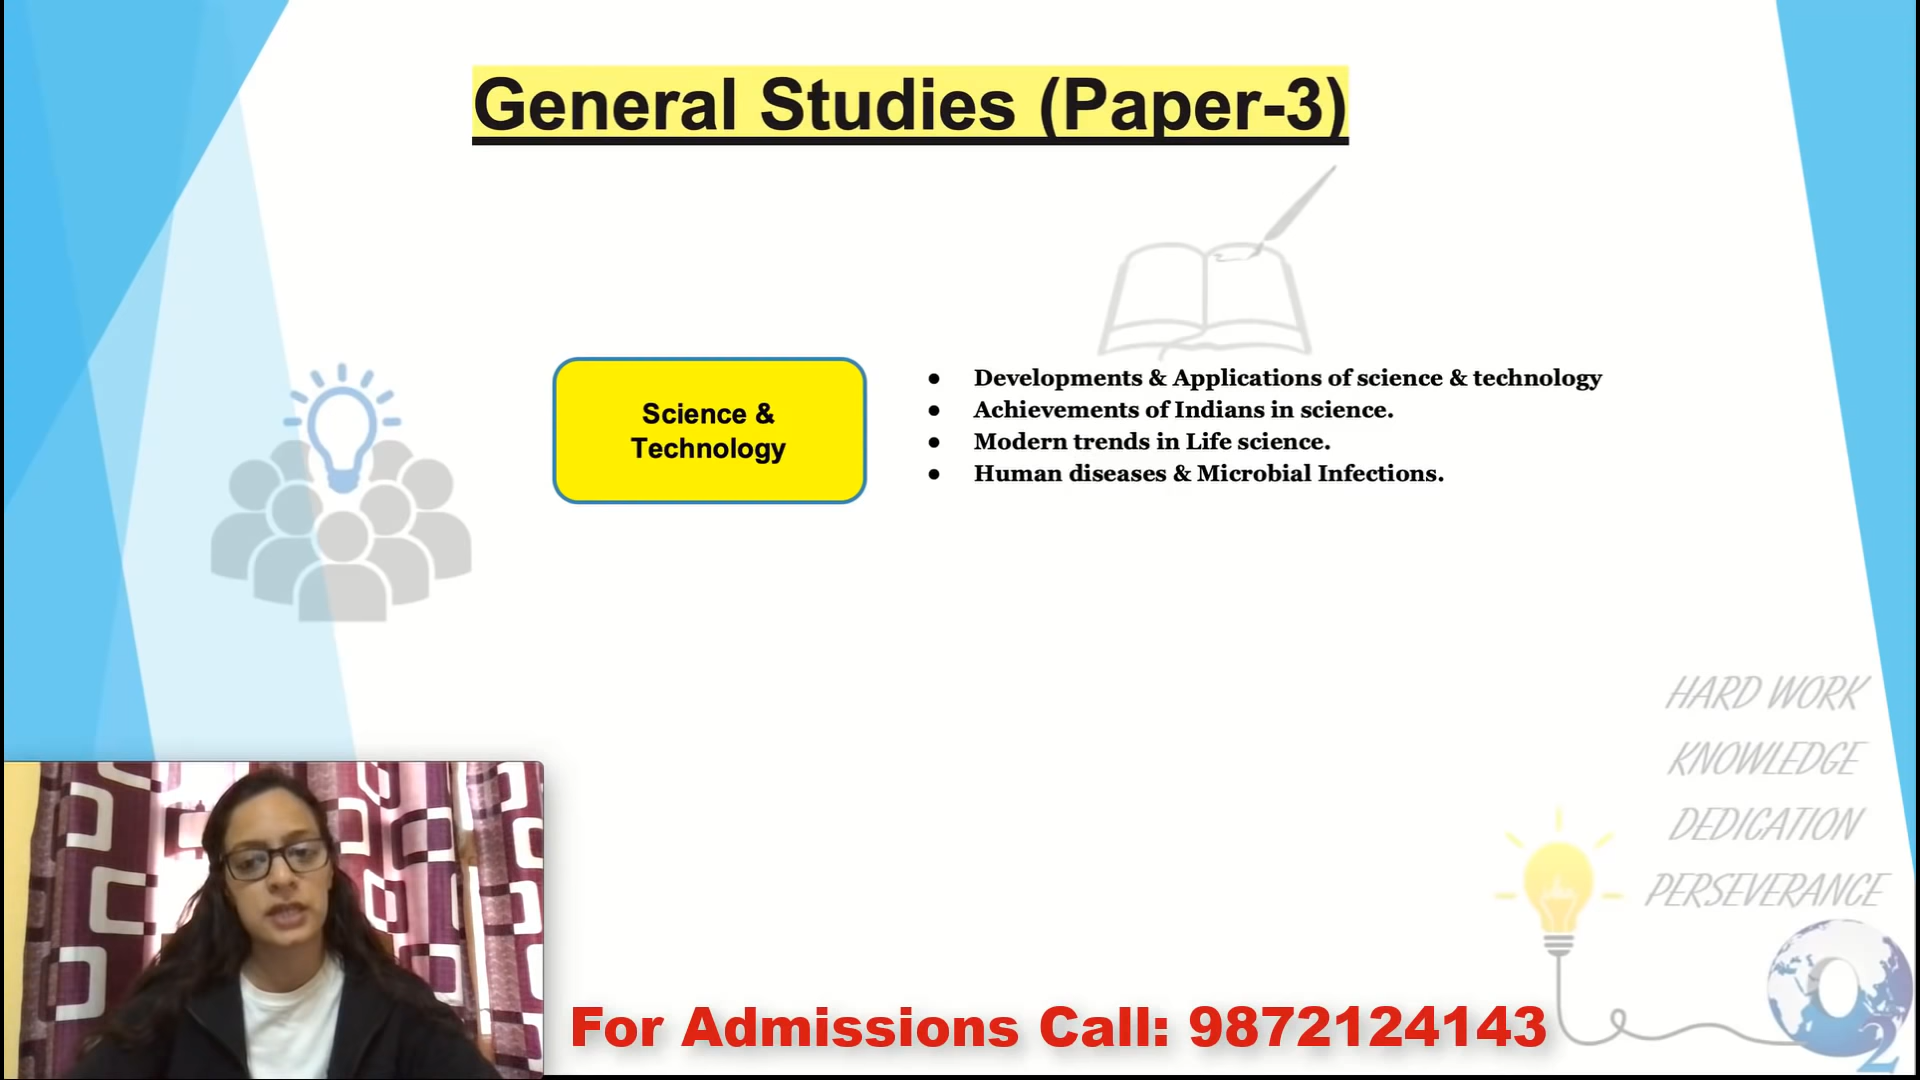 General Studies (Paper-3)
Science &
Technology
● Developments & Applications of science & technology
● Achievements of Indians in science.
● Modern trends in Life science.
● Human diseases & Microbial Infections.
HARD WORK
KNOWLEDGE
DEDICATION
PERSEVERANCE
O2
For Admissions Call: 9872124143